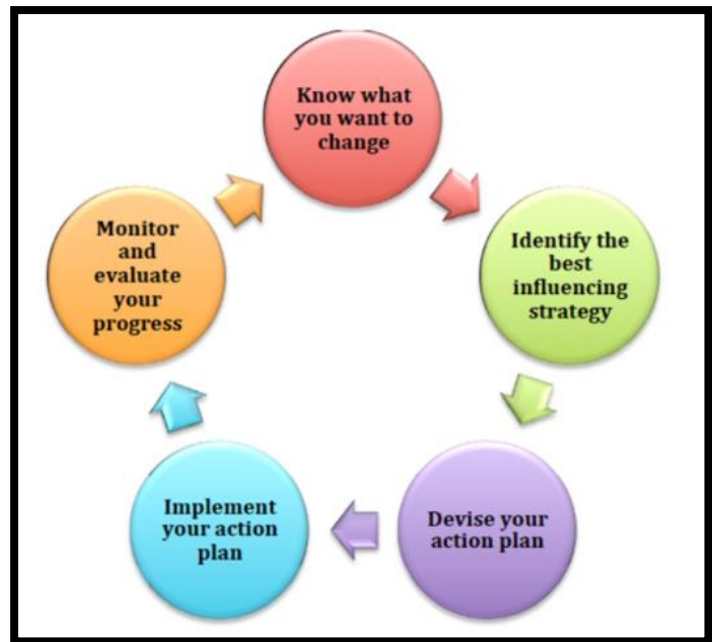 Know what
you want to
change
Identify the
best
influencing
strategy
Devise your
action plan
Implement
your action
plan
Monitor
and
evaluate
your
progress